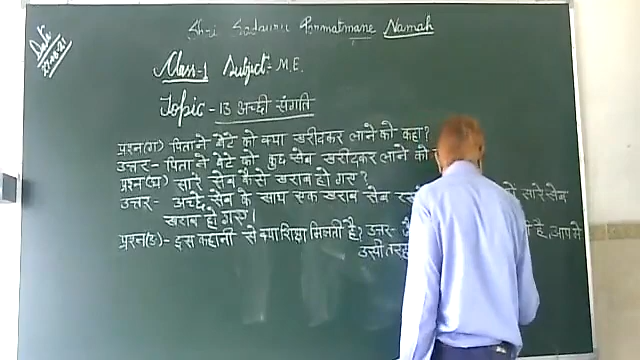 Shri Sadguru Parmatmane Namah
Date
Class-1 Subject- M.E.
Topic - 13 अच्छी संगति
प्रश्न(ग) पिता ने बेटे को क्या खरीदकर लाने को कहा?
उत्तर- पिता ने बेटे को कुछ सेब खरीदकर लाने को
प्रश्न(घ) सारे सेब कैसे खराब हो गए?
उत्तर- अच्छे सेब के साथ एक खराब सेब सारे सेब
खराब हो गए।
प्रश्न(ङ)- इस कहानी से क्या शिक्षा मिलती है? उत्तर- है, आप में
उसी तरह